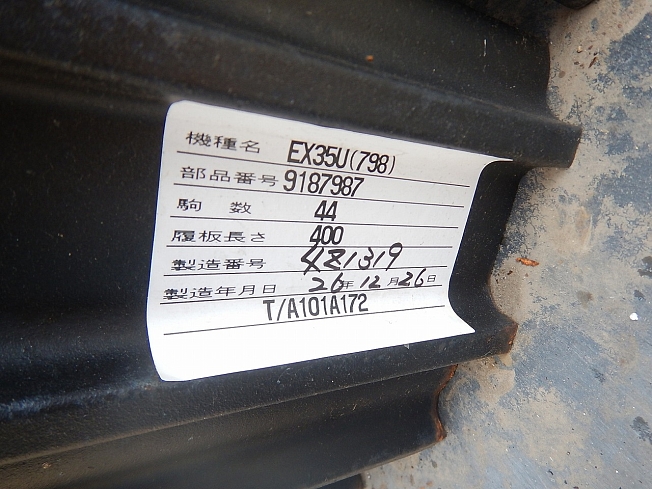 機種名 EX35U(798)
部品番号 9187987
駒数 44
履板長さ 400
製造番号
製造年月日 26年12月26日
T/A101A172